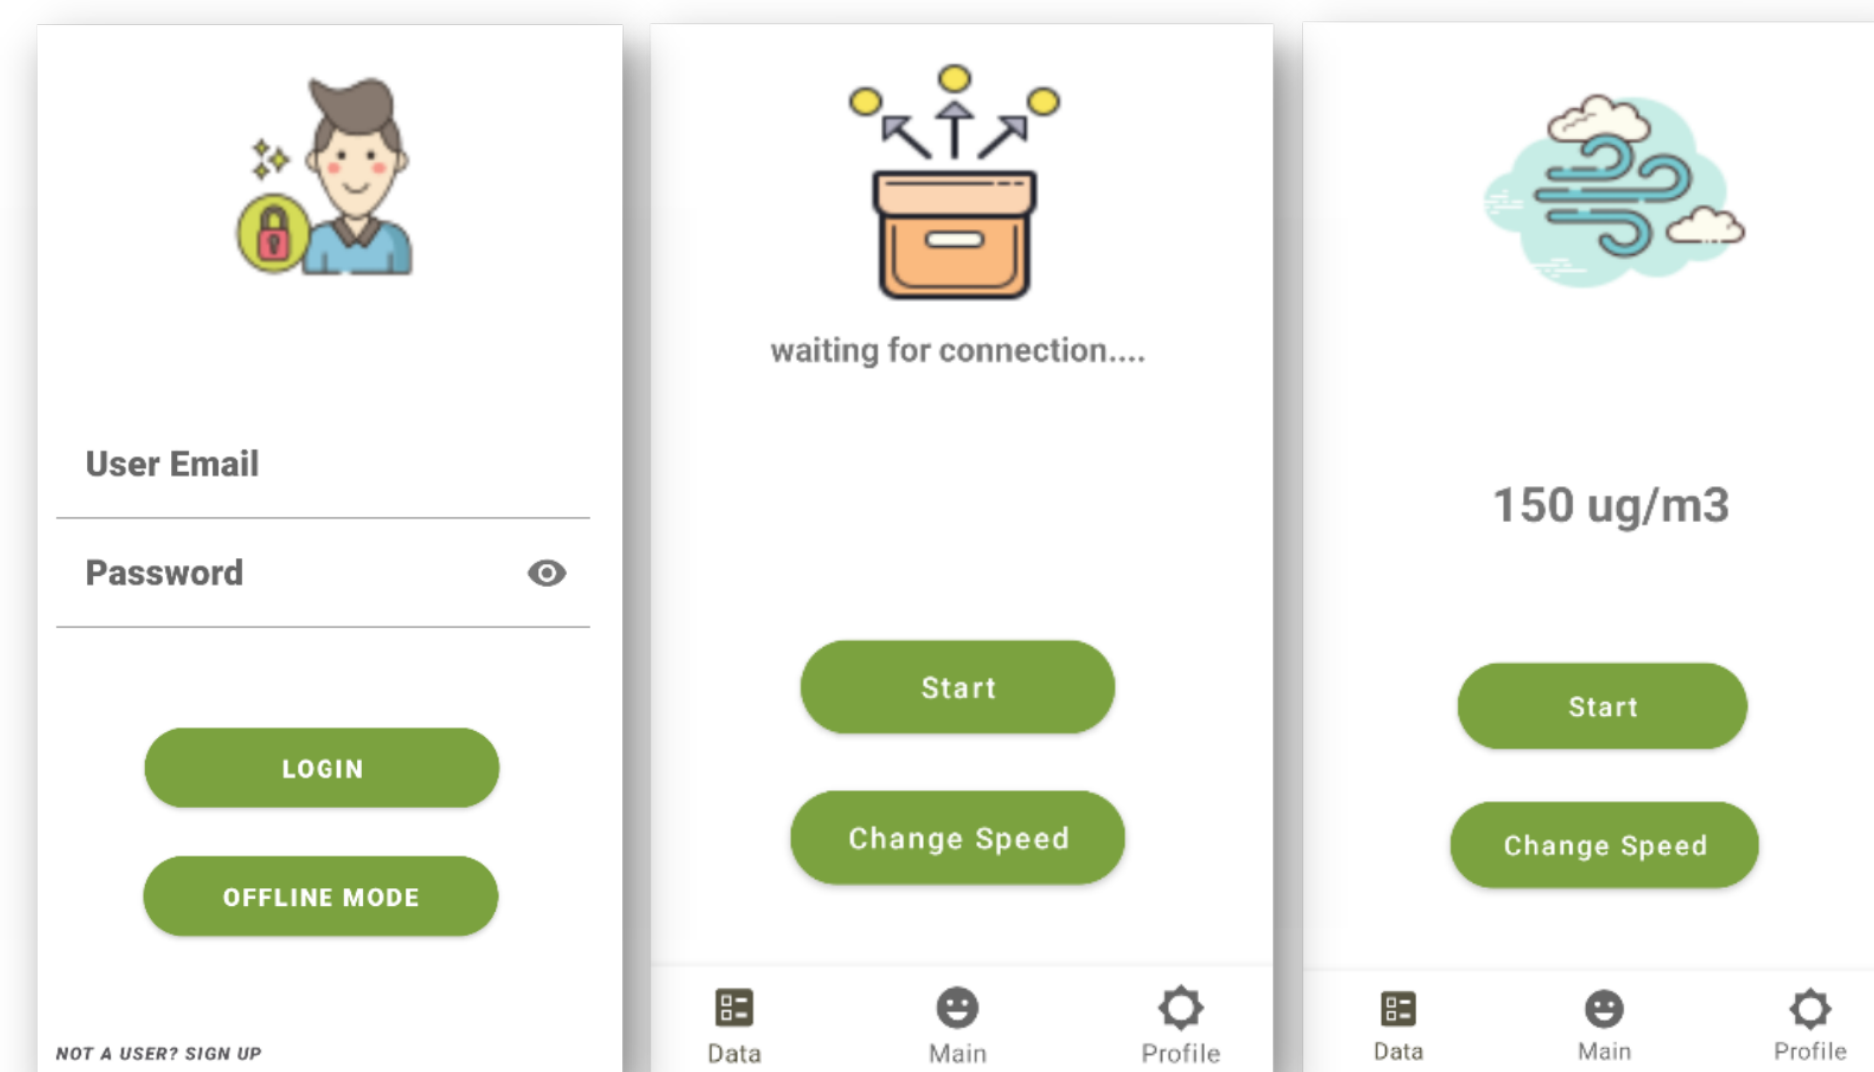 User Email
Password
LOGIN
OFFLINE MODE
NOT A USER? SIGN UP
waiting for connection....
Start
Change Speed
Data Main Profile
150 ug/m3
Start
Change Speed
Data Main Profile